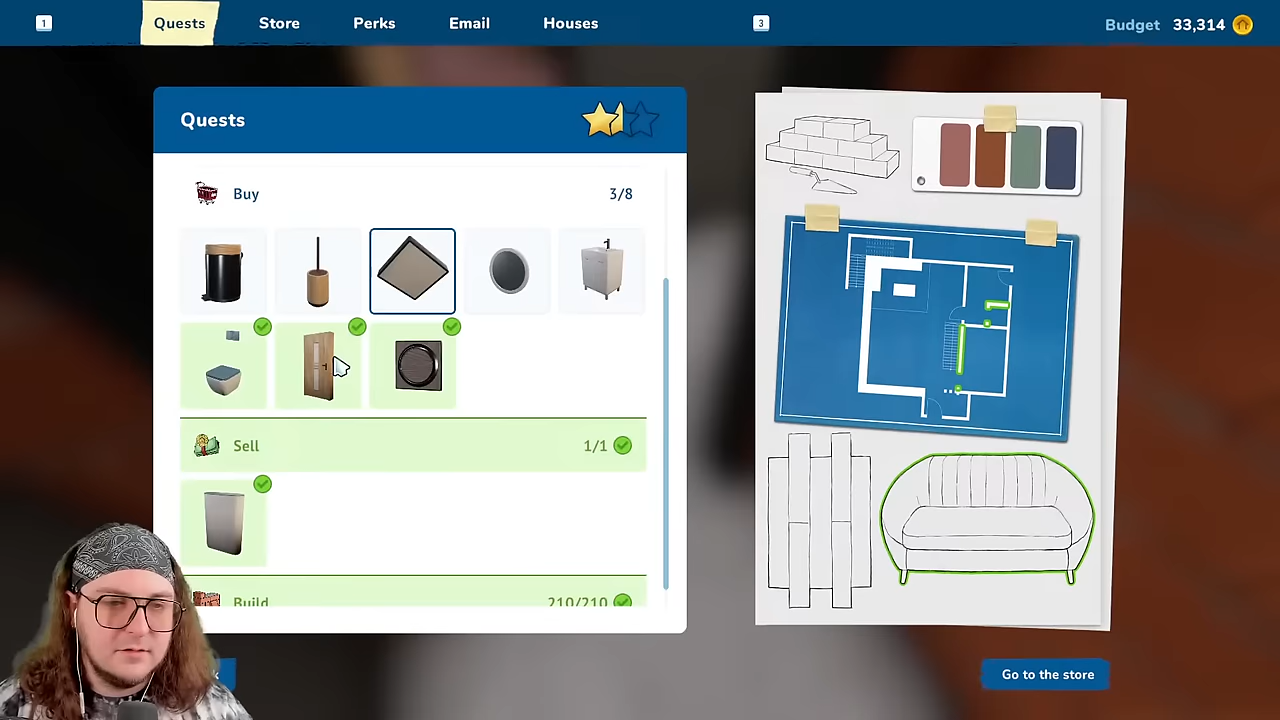 1
Quests
Store
Perks
Email
Houses
3
Budget 33,314
Quests
Buy
3/8
Sell
1/1
Build
210/210
Go to the store